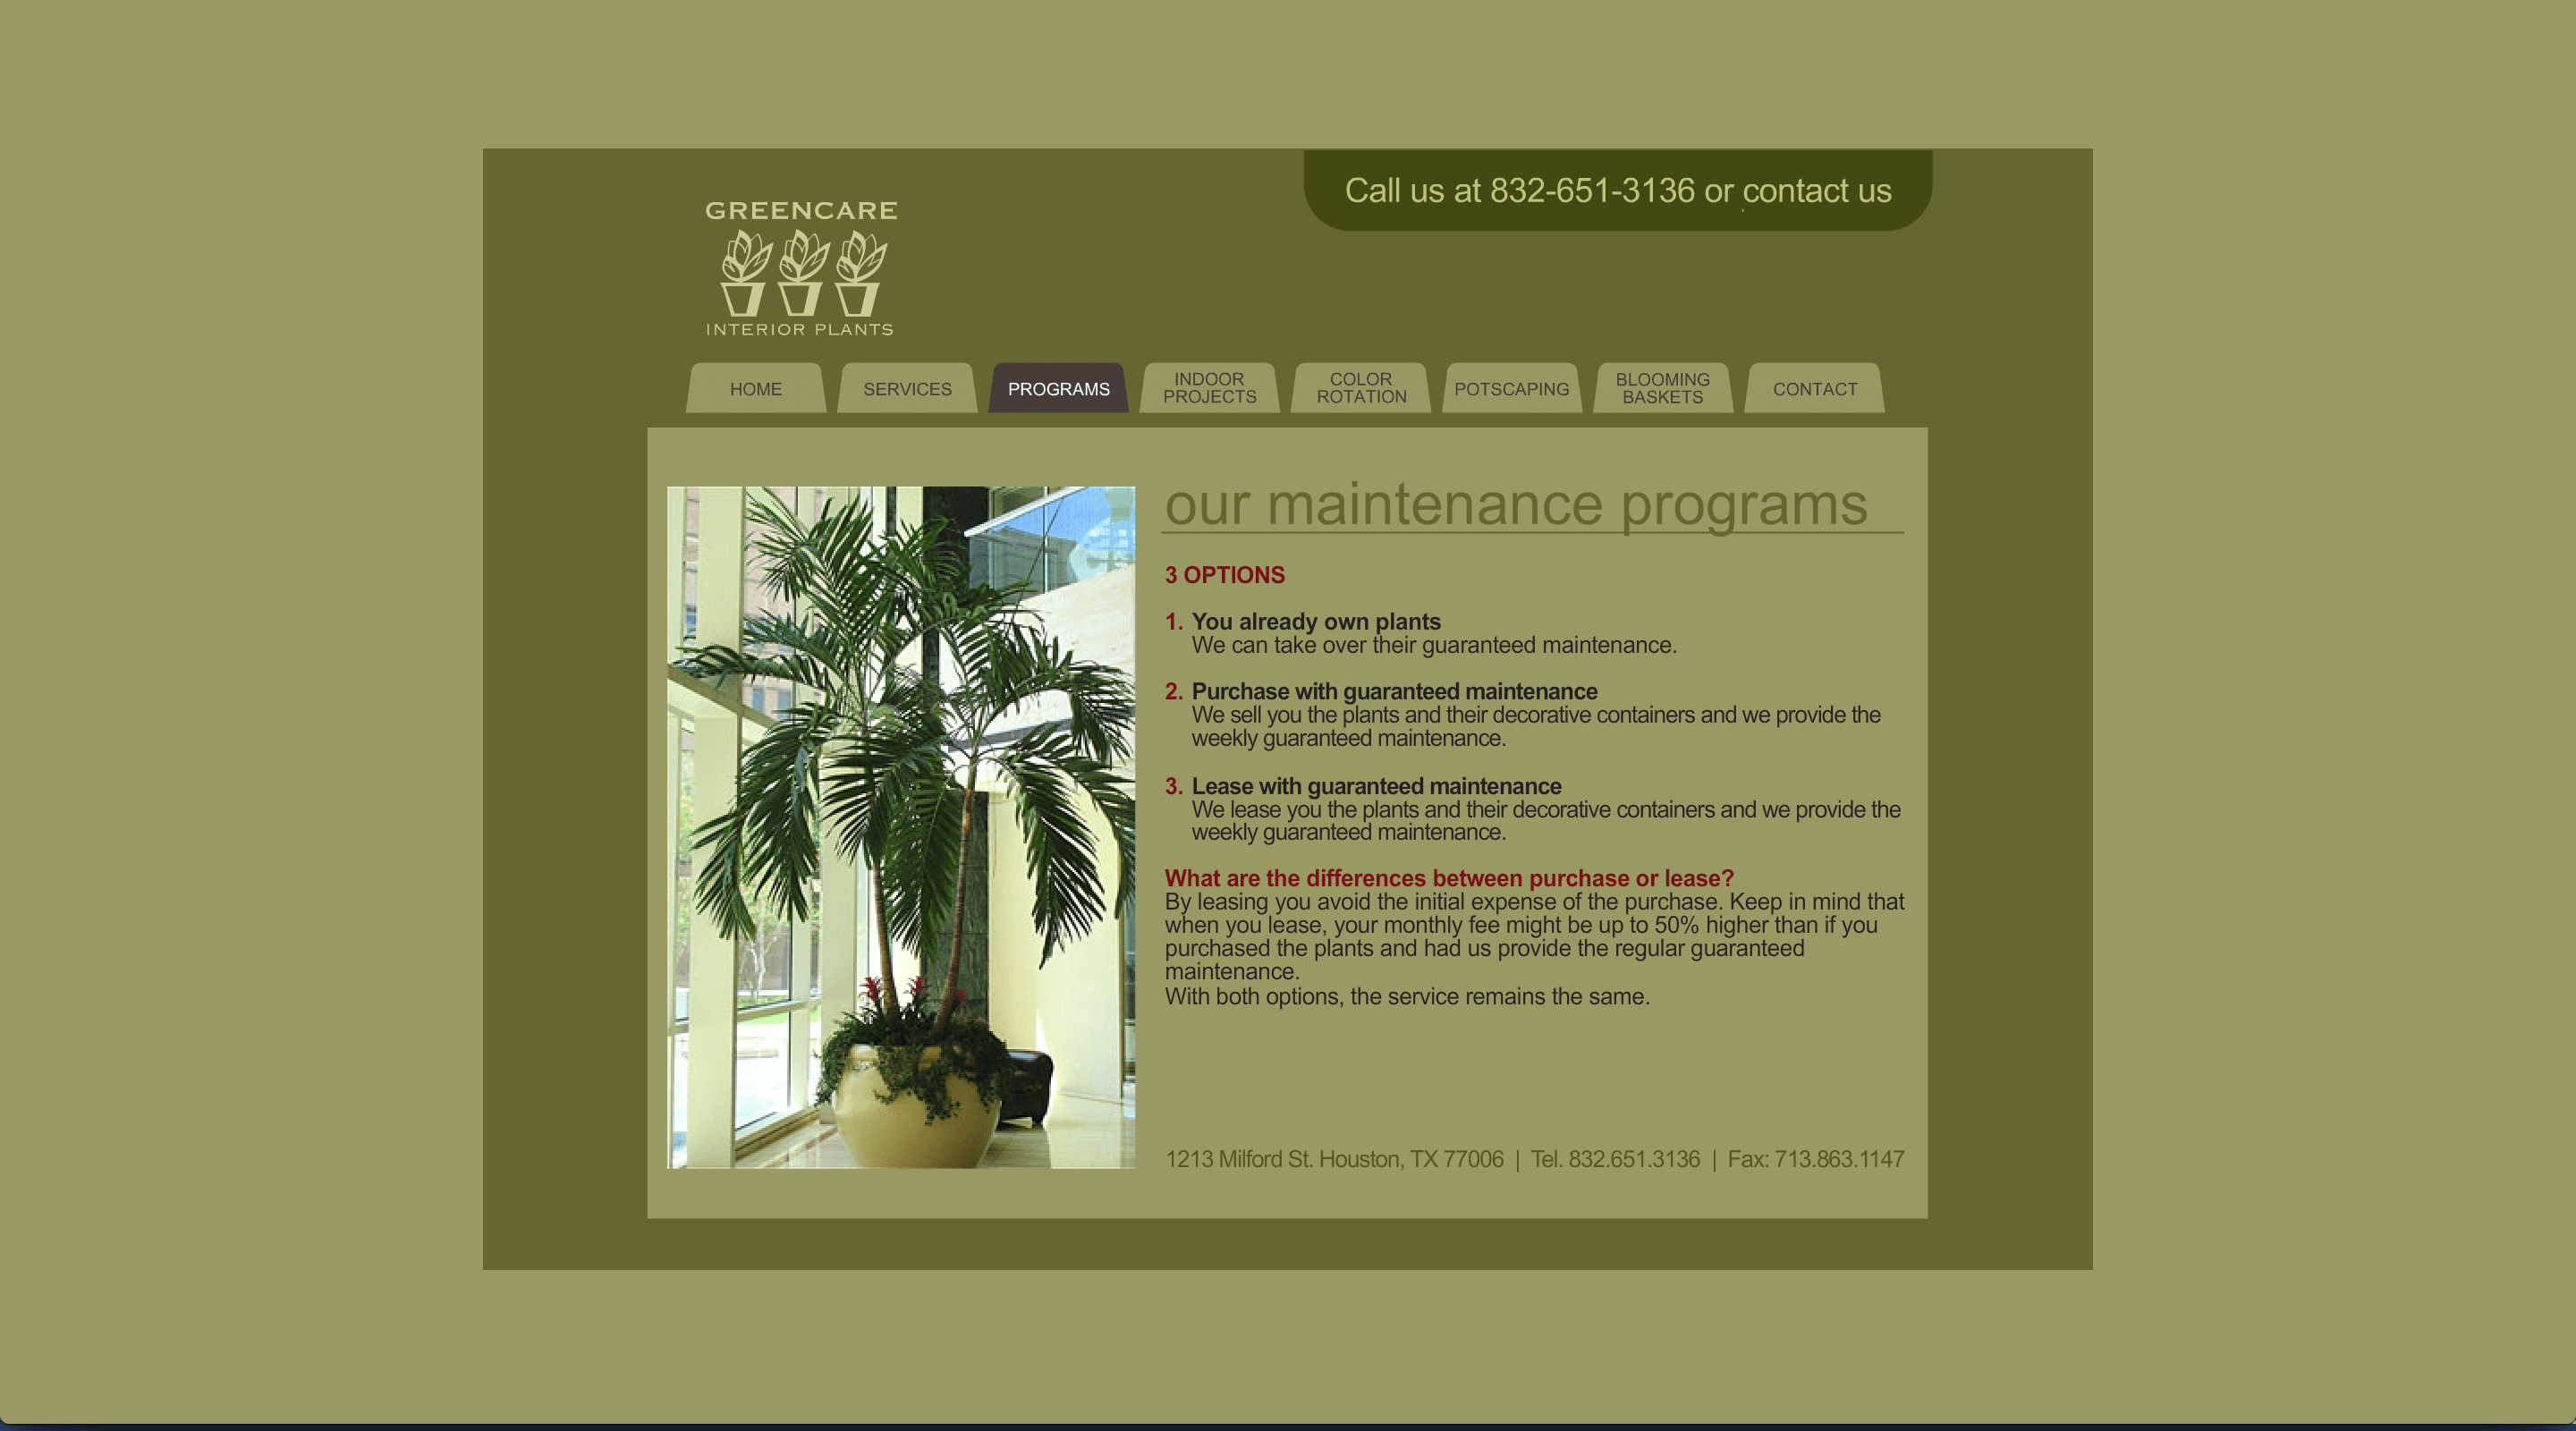 Call us at 832-651-3136 or contact us
GREENCARE
INTERIOR PLANTS
HOME
SERVICES
PROGRAMS
INDOOR
PROJECTS
COLOR
ROTATION
POTSCAPING
BLOOMING
BASKETS
CONTACT
our maintenance programs
3 OPTIONS
1. You already own plants
We can take over their guaranteed maintenance.
2. Purchase with guaranteed maintenance
We sell you the plants and their decorative containers and we provide the
weekly guaranteed maintenance.
3. Lease with guaranteed maintenance
We lease you the plants and their decorative containers and we provide the
weekly guaranteed maintenance.
What are the differences between purchase or lease?
By leasing you avoid the initial expense of the purchase. Keep in mind that
when you lease, your monthly fee might be up to 50% higher than if you
purchased the plants and had us provide the regular guaranteed
maintenance.
With both options, the service remains the same.
1213 Milford St. Houston, TX 77006 | Tel. 832.651.3136 | Fax: 713.863.1147